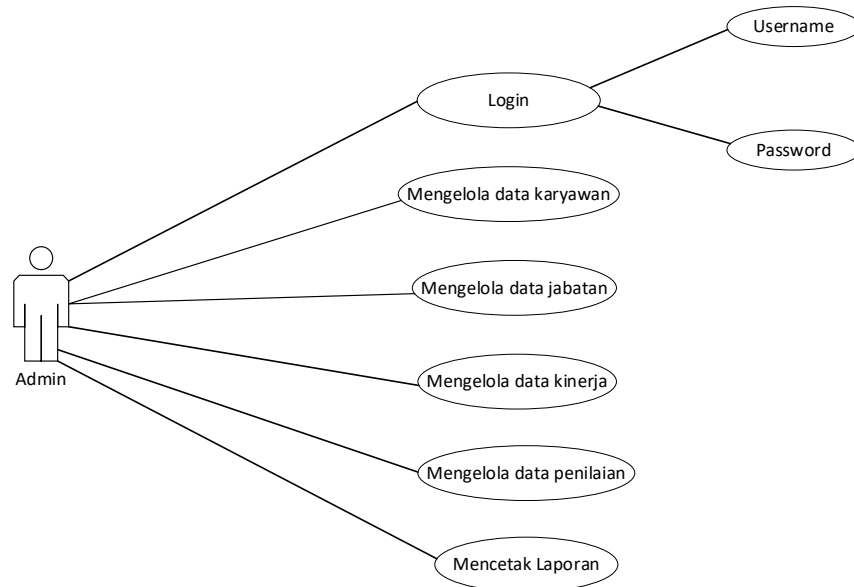 Username
Login
Password
Mengelola data karyawan
Mengelola data jabatan
Admin
Mengelola data kinerja
Mengelola data penilaian
Mencetak Laporan